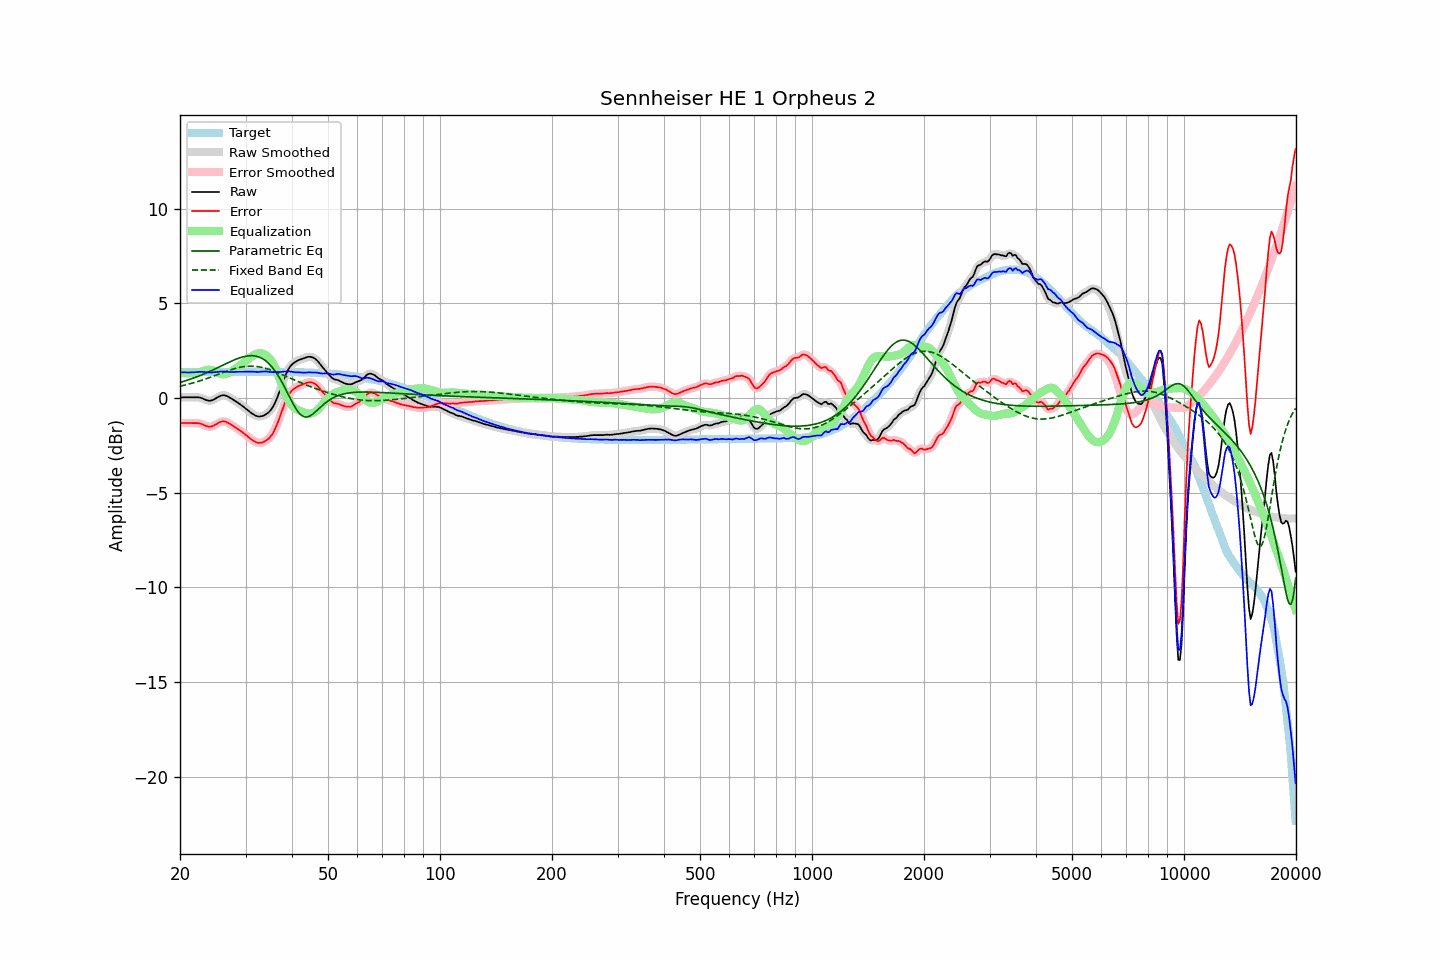 Sennheiser HE 1 Orpheus 2
Target
Raw Smoothed
Error Smoothed
Raw
Error
Equalization
Parametric Eq
Fixed Band Eq
Equalized
Amplitude (dBr)
10
5
0
−5
−10
−15
−20
20 50 100 200 500 1000 2000 5000 10000 20000
Frequency (Hz)